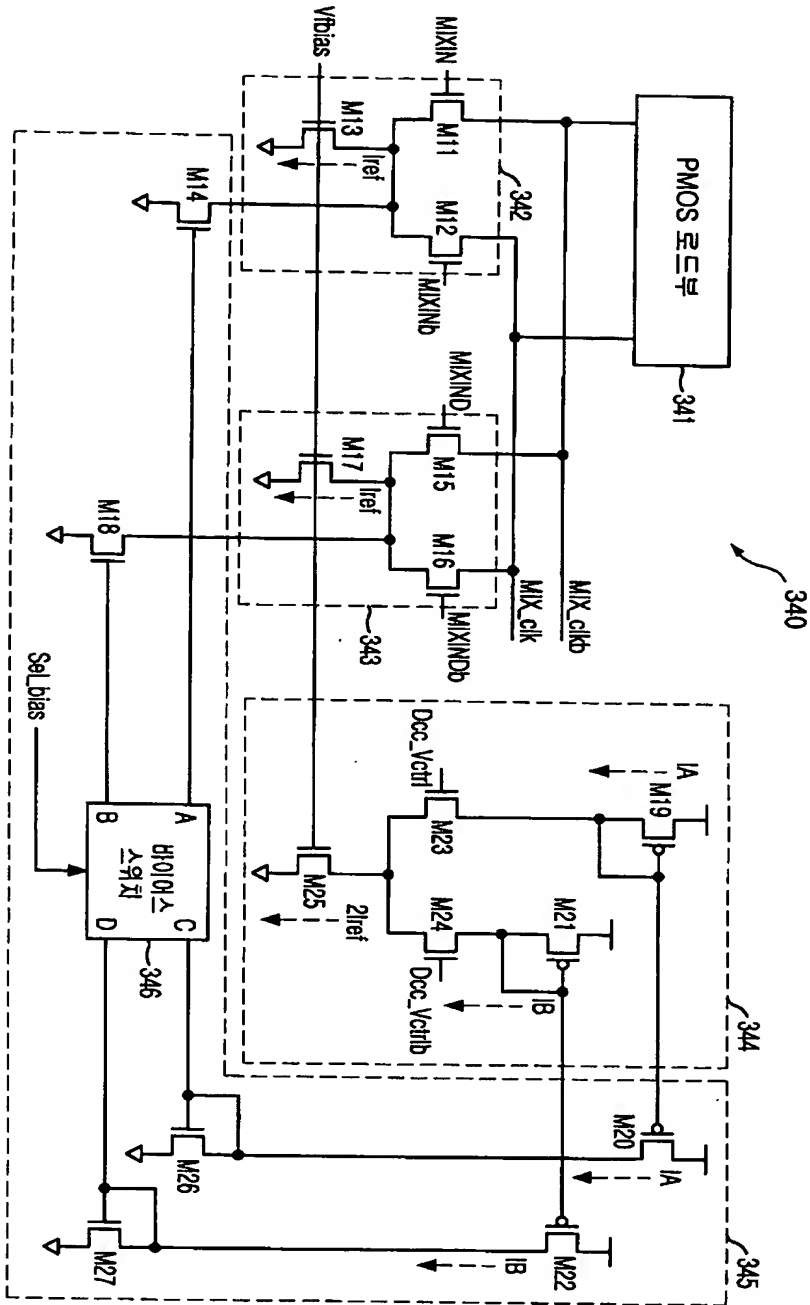 340
PMOS 로드부
341
MIX_clkb
MIX_clk
MIXIN
M11
M12
MIXINb
342
M13
Iref
Vfbias
M14
MIXIND
M15
M16
MIXINDb
343
M17
Iref
M18
IA
M19
M21
IB
Dcc_Vctrl
M23
M24
Dcc_Vctrlb
M25
2Iref
344
M20
IA
M22
IB
345
M26
M27
Sel_bias
A
B
C
D
바이어스
스위치
346